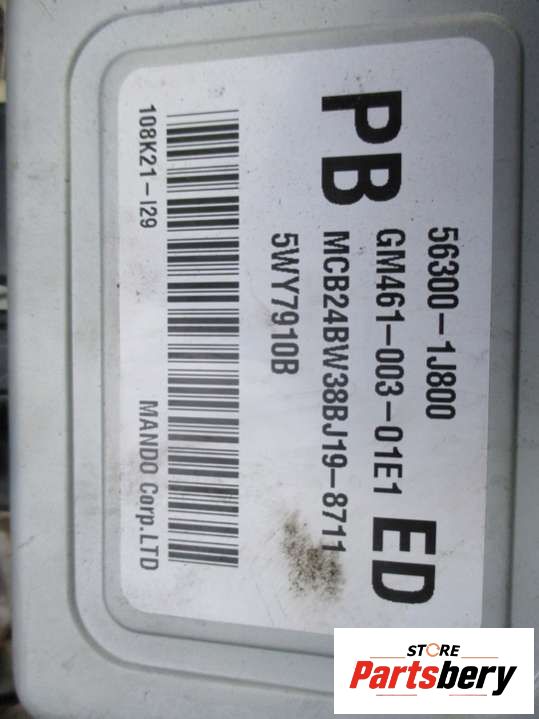 56300-1J800
PB GM461-003-01E1 ED
MCB24BW38BJ19-8711
5WY7910B
108K21-I29 MANDO Corp.LTD
STORE
Partsbery